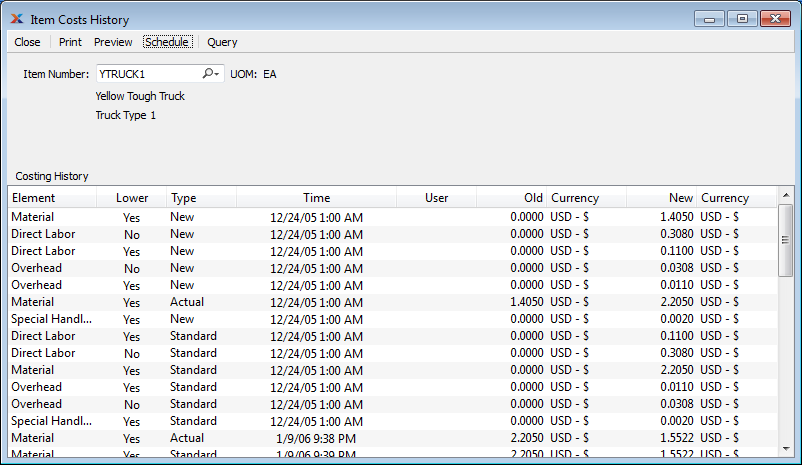 Item Costs History
Close Print Preview Schedule Query
Item Number: YTRUCK1 UOM: EA
Yellow Tough Truck
Truck Type 1
Costing History
Element Lower Type Time User Old Currency New Currency
Material Yes New 12/24/05 1:00 AM 0.0000 USD - $ 1.4050 USD - $
Direct Labor No New 12/24/05 1:00 AM 0.0000 USD - $ 0.3080 USD - $
Direct Labor Yes New 12/24/05 1:00 AM 0.0000 USD - $ 0.1100 USD - $
Overhead No New 12/24/05 1:00 AM 0.0000 USD - $ 0.0308 USD - $
Overhead Yes New 12/24/05 1:00 AM 0.0000 USD - $ 0.0110 USD - $
Material Yes Actual 12/24/05 1:00 AM 1.4050 USD - $ 2.2050 USD - $
Special Handl... Yes New 12/24/05 1:00 AM 0.0000 USD - $ 0.0020 USD - $
Direct Labor Yes Standard 12/24/05 1:00 AM 0.0000 USD - $ 0.1100 USD - $
Direct Labor No Standard 12/24/05 1:00 AM 0.0000 USD - $ 0.3080 USD - $
Material Yes Standard 12/24/05 1:00 AM 0.0000 USD - $ 2.2050 USD - $
Overhead Yes Standard 12/24/05 1:00 AM 0.0000 USD - $ 0.0110 USD - $
Overhead No Standard 12/24/05 1:00 AM 0.0000 USD - $ 0.0308 USD - $
Special Handl... Yes Standard 12/24/05 1:00 AM 0.0000 USD - $ 0.0020 USD - $
Material Yes Actual 1/9/06 9:38 PM 2.2050 USD - $ 1.5522 USD - $
Material Yes Standard 1/9/06 9:39 PM 2.2050 USD - $ 1.5522 USD - $